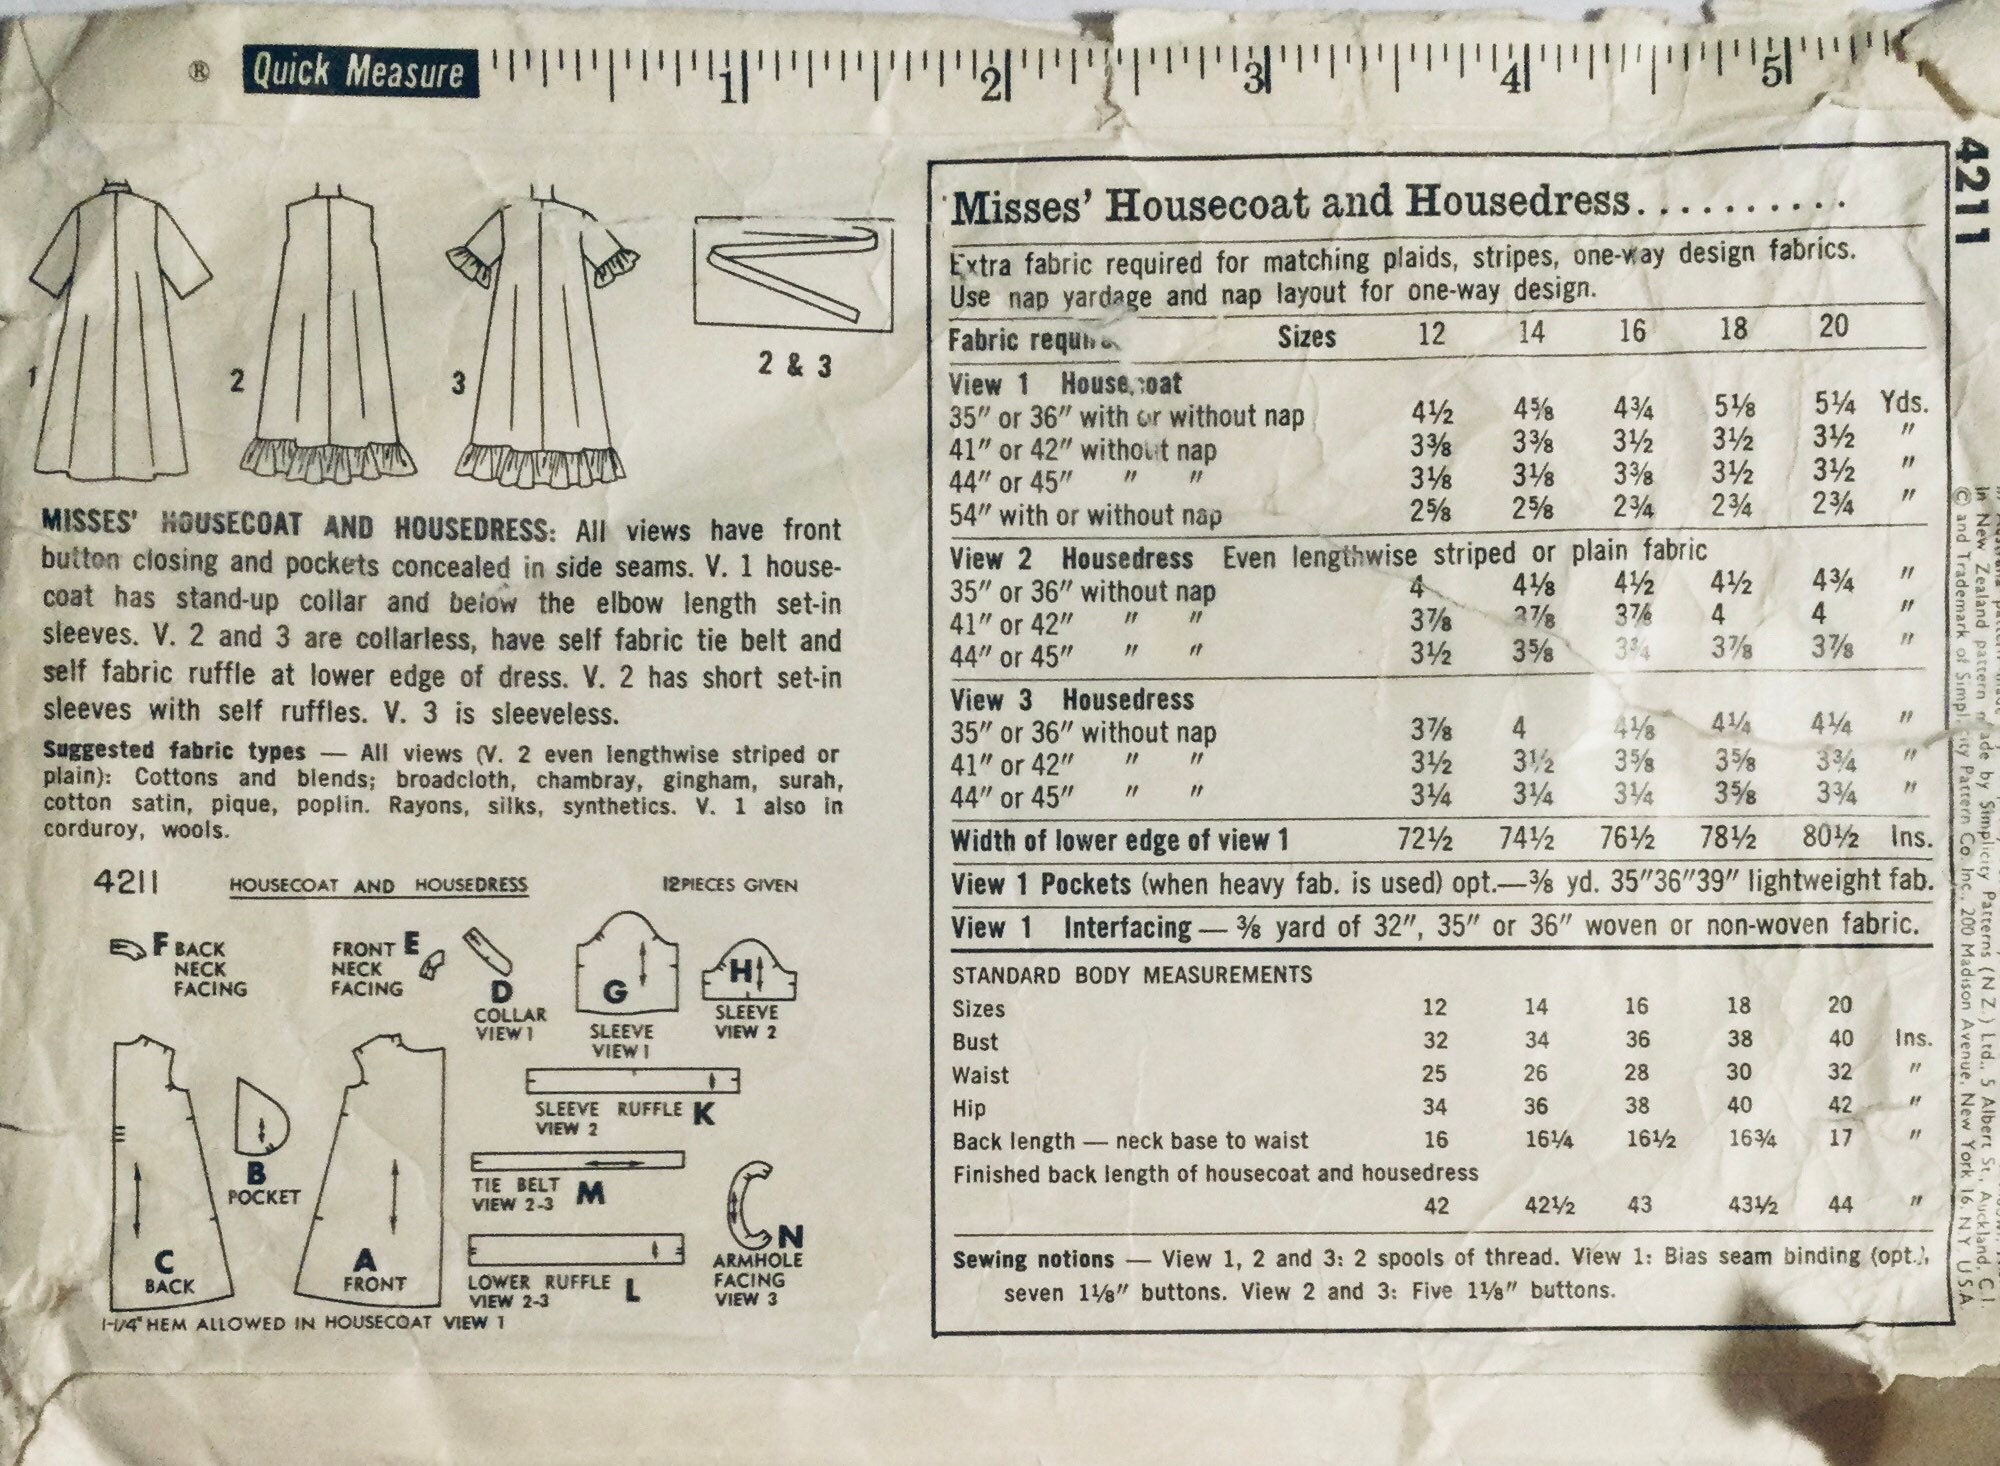 ® Quick Measure 1 2 3 4 5
1 2 3 2 & 3
MISSES' HOUSECOAT AND HOUSEDRESS: All views have front
button closing and pockets concealed in side seams. V. 1 house-
coat has stand-up collar and below the elbow length set-in
sleeves. V. 2 and 3 are collarless, have self fabric tie belt and
self fabric ruffle at lower edge of dress. V. 2 has short set-in
sleeves with self ruffles. V. 3 is sleeveless.
Suggested fabric types — All views (V. 2 even lengthwise striped or
plain): Cottons and blends; broadcloth, chambray, gingham, surah,
cotton satin, pique, poplin. Rayons, silks, synthetics. V. 1 also in
corduroy, wools.
4211 HOUSECOAT AND HOUSEDRESS 12 PIECES GIVEN
F BACK
NECK
FACING
FRONT E
NECK
FACING
D
COLLAR
VIEW 1
G
SLEEVE
VIEW 1
H
SLEEVE
VIEW 2
SLEEVE RUFFLE K
VIEW 2
B
POCKET
TIE BELT M
VIEW 2-3
C
BACK
A
FRONT
LOWER RUFFLE L
VIEW 2-3
N
ARMHOLE
FACING
VIEW 3
1-1/4" HEM ALLOWED IN HOUSECOAT VIEW 1
4211
Misses' Housecoat and Housedress..........
Extra fabric required for matching plaids, stripes, one-way design fabrics.
Use nap yardage and nap layout for one-way design.
Fabric Sizes 12 14 16 18 20
View 1 Housecoat
35" or 36" with or without nap 4½ 4⅝ 4¾ 5⅛ 5¼ Yds.
41" or 42" without nap 3⅜ 3⅜ 3½ 3½ 3½ "
44" or 45" " " 3⅛ 3⅛ 3⅜ 3½ 3½ "
54" with or without nap 2⅝ 2⅝ 2¾ 2¾ 2¾ "
View 2 Housedress Even lengthwise striped or plain fabric
35" or 36" without nap 4 4⅛ 4½ 4½ 4¾ "
41" or 42" " " 3⅞ 3⅞ 3⅞ 4 4 "
44" or 45" " " 3½ 3⅝ 3¾ 3⅞ 3⅞ "
View 3 Housedress
35" or 36" without nap 3⅞ 4 4⅛ 4¼ 4¼ "
41" or 42" " " 3½ 3½ 3⅝ 3⅝ 3¾ "
44" or 45" " " 3¼ 3¼ 3¼ 3⅝ 3¾ "
Width of lower edge of view 1 72½ 74½ 76½ 78½ 80½ Ins.
View 1 Pockets (when heavy fab. is used) opt.—⅜ yd. 35"36"39" lightweight fab.
View 1 Interfacing — ⅜ yard of 32", 35" or 36" woven or non-woven fabric.
STANDARD BODY MEASUREMENTS
Sizes 12 14 16 18 20
Bust 32 34 36 38 40 Ins.
Waist 25 26 28 30 32 "
Hip 34 36 38 40 42 "
Back length — neck base to waist 16 16¼ 16½ 16¾ 17 "
Finished back length of housecoat and housedress
42 42½ 43 43½ 44 "
Sewing notions — View 1, 2 and 3: 2 spools of thread. View 1: Bias seam binding (opt.),
seven 1⅛" buttons. View 2 and 3: Five 1⅛" buttons.
In New Zealand pattern made by Simplicity Patterns (N.Z.) Ltd., 5 Albert St., Auckland, C.I.
© and Trademark of Simplicity Pattern Co. Inc., 200 Madison Avenue, New York 16, N.Y. U.S.A.